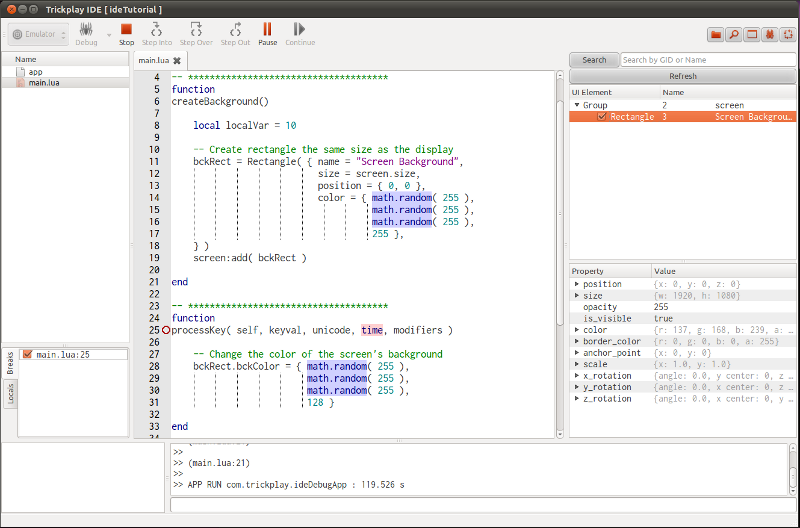 Trickplay IDE [ ideTutorial ]
Emulator
Debug
Stop
Step Into
Step Over
Step Out
Pause
Continue
Name
app
main.lua
main.lua
4 -- **************************************
5 function
6 createBackground()
7
8 local localVar = 10
9
10 -- Create rectangle the same size as the display
11 bckRect = Rectangle( { name = "Screen Background",
12 size = screen.size,
13 position = { 0, 0 },
14 color = { math.random( 255 ),
15 math.random( 255 ),
16 math.random( 255 ),
17 255 },
18 } )
19 screen:add( bckRect )
20
21 end
22
23 -- **************************************
24 function
25 processKey( self, keyval, unicode, time, modifiers )
26
27 -- Change the color of the screen's background
28 bckRect.bckColor = { math.random( 255 ),
29 math.random( 255 ),
30 math.random( 255 ),
31 128 }
32
33 end
34
Search Search by GID or Name
Refresh
UI Element Name
Group 2 screen
Rectangle 3 Screen Backgrou...
Property Value
position {x: 0, y: 0, z: 0}
size {w: 1920, h: 1080}
opacity 255
is_visible true
color {r: 137, g: 168, b: 239, a: ...
border_color {r: 0, g: 0, b: 0, a: 255}
anchor_point {x: 0, y: 0}
scale {x: 1.0, y: 1.0}
x_rotation {angle: 0.0, y center: 0, z ...
y_rotation {angle: 0.0, x center: 0, z ...
z_rotation {angle: 0.0, x center: 0, y ...
Breaks
Locals
main.lua:25
>>
>> (main.lua:21)
>>
>> APP RUN com.trickplay.ideDebugApp : 119.526 s